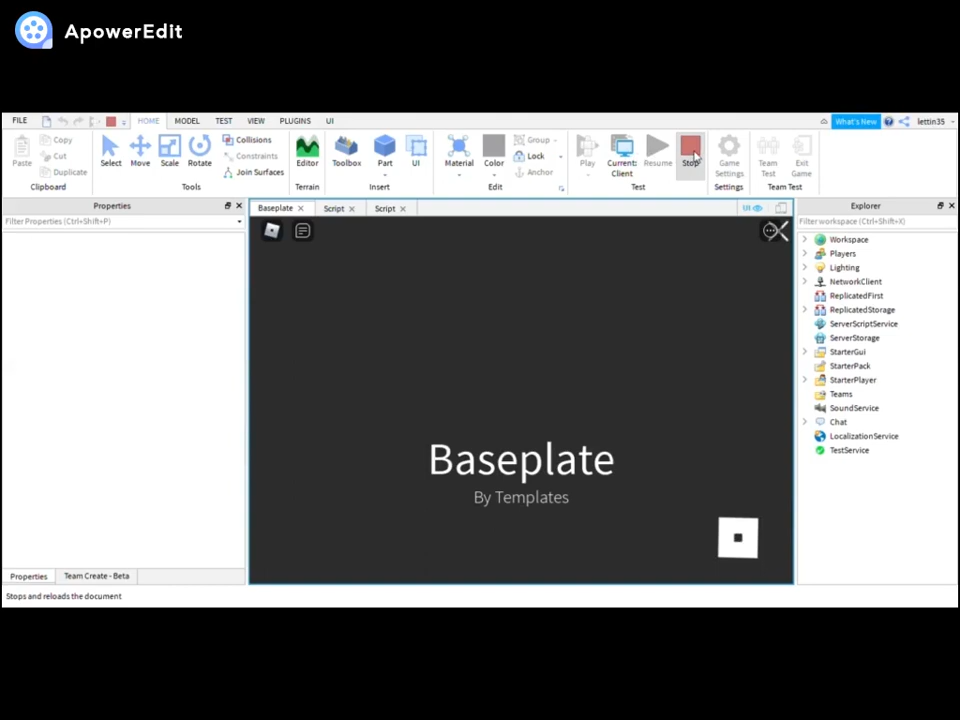 ApowerEdit
FILE HOME MODEL TEST VIEW PLUGINS UI What's New lettin35
Paste Copy Cut Duplicate Clipboard
Select Move Scale Rotate Collisions Constraints Join Surfaces Tools
Editor Terrain
Toolbox Part UI Insert
Material Color Group Lock Anchor Edit
Play Current: Client Resume Stop Test
Game Settings Settings
Team Test Exit Game Team Test
Properties
Filter Properties (Ctrl+Shift+P)
Baseplate Script Script UI
Explorer
Filter workspace (Ctrl+Shift+X)
Workspace
Players
Lighting
NetworkClient
ReplicatedFirst
ReplicatedStorage
ServerScriptService
ServerStorage
StarterGui
StarterPack
StarterPlayer
Teams
SoundService
Chat
LocalizationService
TestService
Baseplate
By Templates
Properties Team Create - Beta
Stops and reloads the document